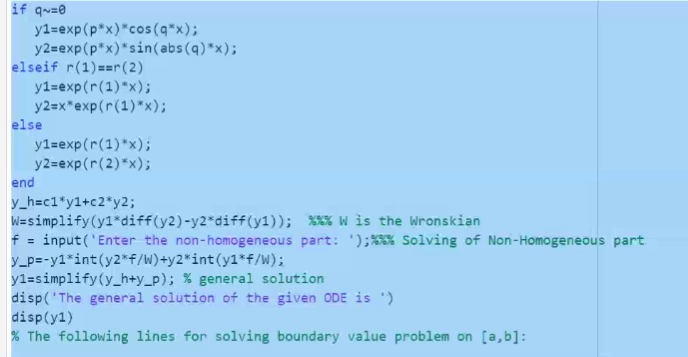 if q~=0
y1=exp(p*x)*cos(q*x);
y2=exp(p*x)*sin(abs(q)*x);
elseif r(1)==r(2)
y1=exp(r(1)*x);
y2=x*exp(r(1)*x);
else
y1=exp(r(1)*x);
y2=exp(r(2)*x);
end
y_h=c1*y1+c2*y2;
W=simplify(y1*diff(y2)-y2*diff(y1)); %%% W is the Wronskian
f = input('Enter the non-homogeneous part: ');%%% Solving of Non-Homogeneous part
y_p=-y1*int(y2*f/W)+y2*int(y1*f/W);
y1=simplify(y_h+y_p); % general solution
disp('The general solution of the given ODE is ')
disp(y1)
% The following lines for solving boundary value problem on [a,b]: